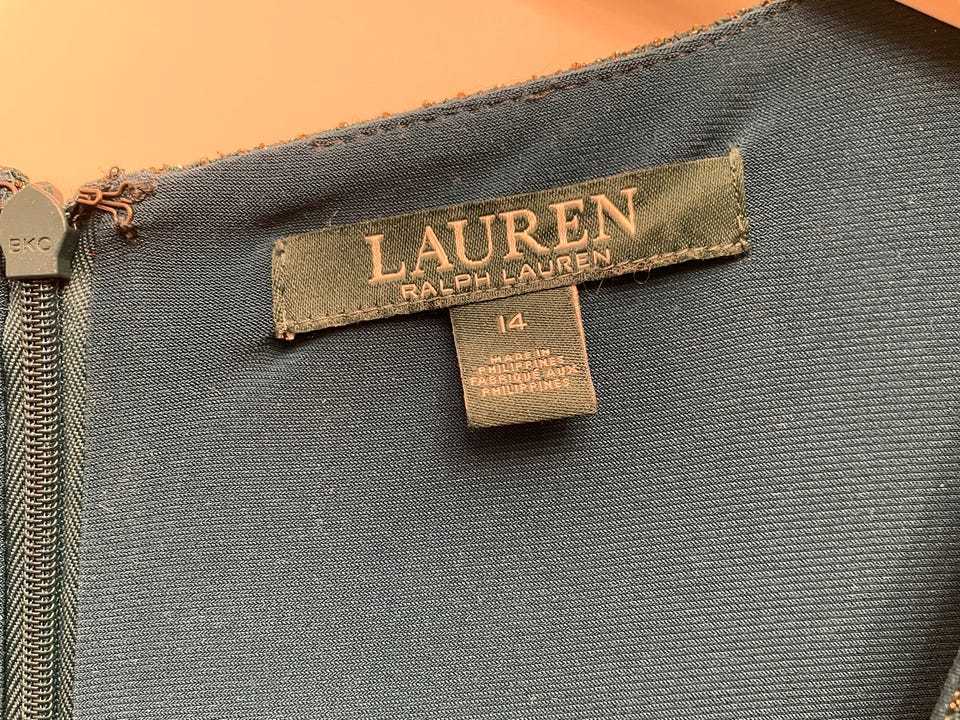 BKC
LAUREN
RALPH LAUREN
14
MADE IN
PHILIPPINES
FABRIQUÉ AUX
PHILIPPINES